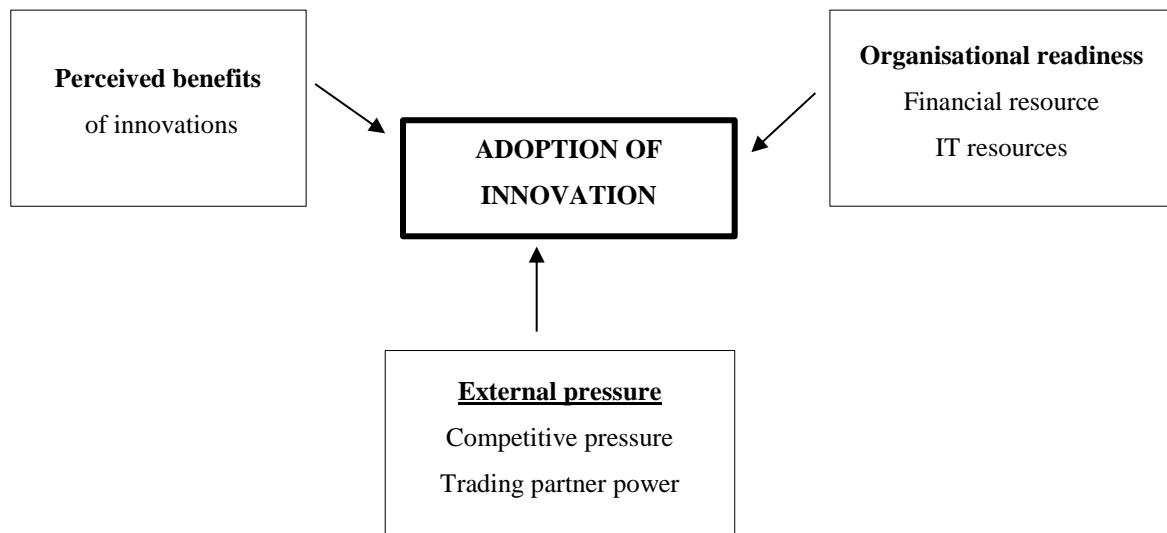 Perceived benefits
of innovations
Organisational readiness
Financial resource
IT resources
ADOPTION OF
INNOVATION
External pressure
Competitive pressure
Trading partner power